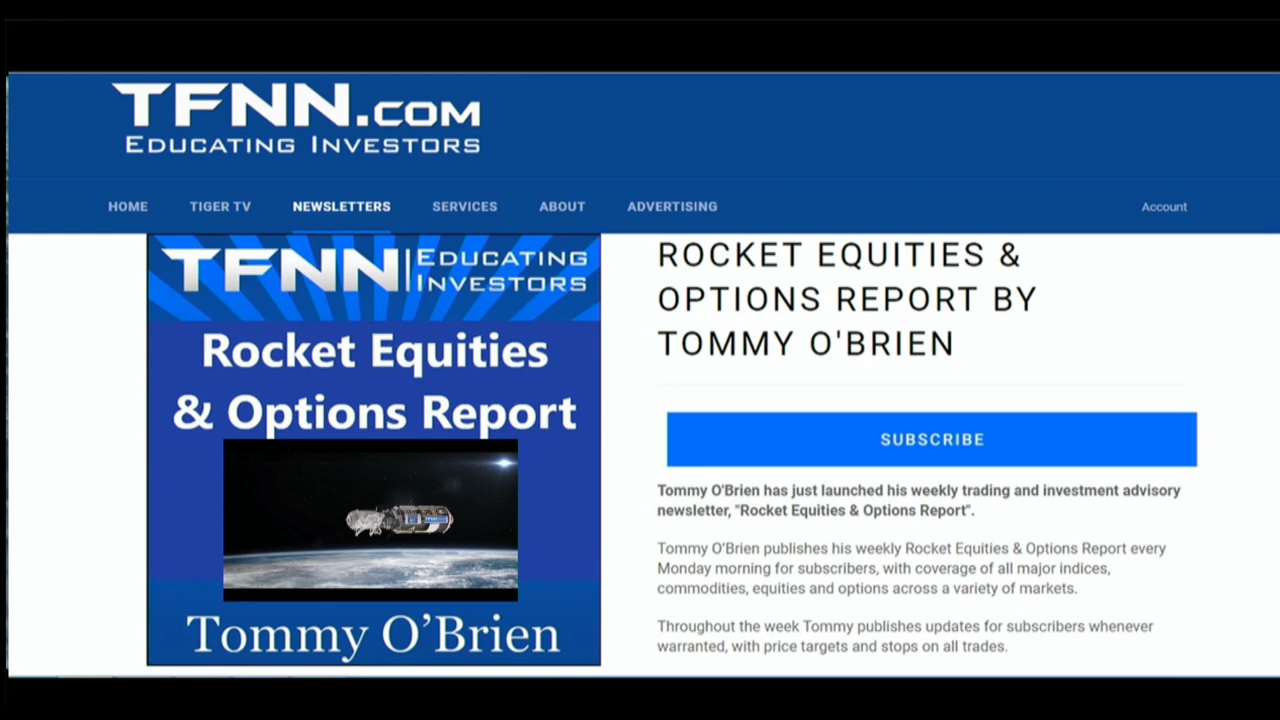 TFNN.COM
EDUCATING INVESTORS
HOME TIGER TV NEWSLETTERS SERVICES ABOUT ADVERTISING Account
TFNN EDUCATING
INVESTORS
Rocket Equities
& Options Report
TFNN
Tommy O’Brien
ROCKET EQUITIES &
OPTIONS REPORT BY
TOMMY O'BRIEN
SUBSCRIBE
Tommy O'Brien has just launched his weekly trading and investment advisory
newsletter, "Rocket Equities & Options Report".
Tommy O’Brien publishes his weekly Rocket Equities & Options Report every
Monday morning for subscribers, with coverage of all major indices,
commodities, equities and options across a variety of markets.
Throughout the week Tommy publishes updates for subscribers whenever
warranted, with price targets and stops on all trades.